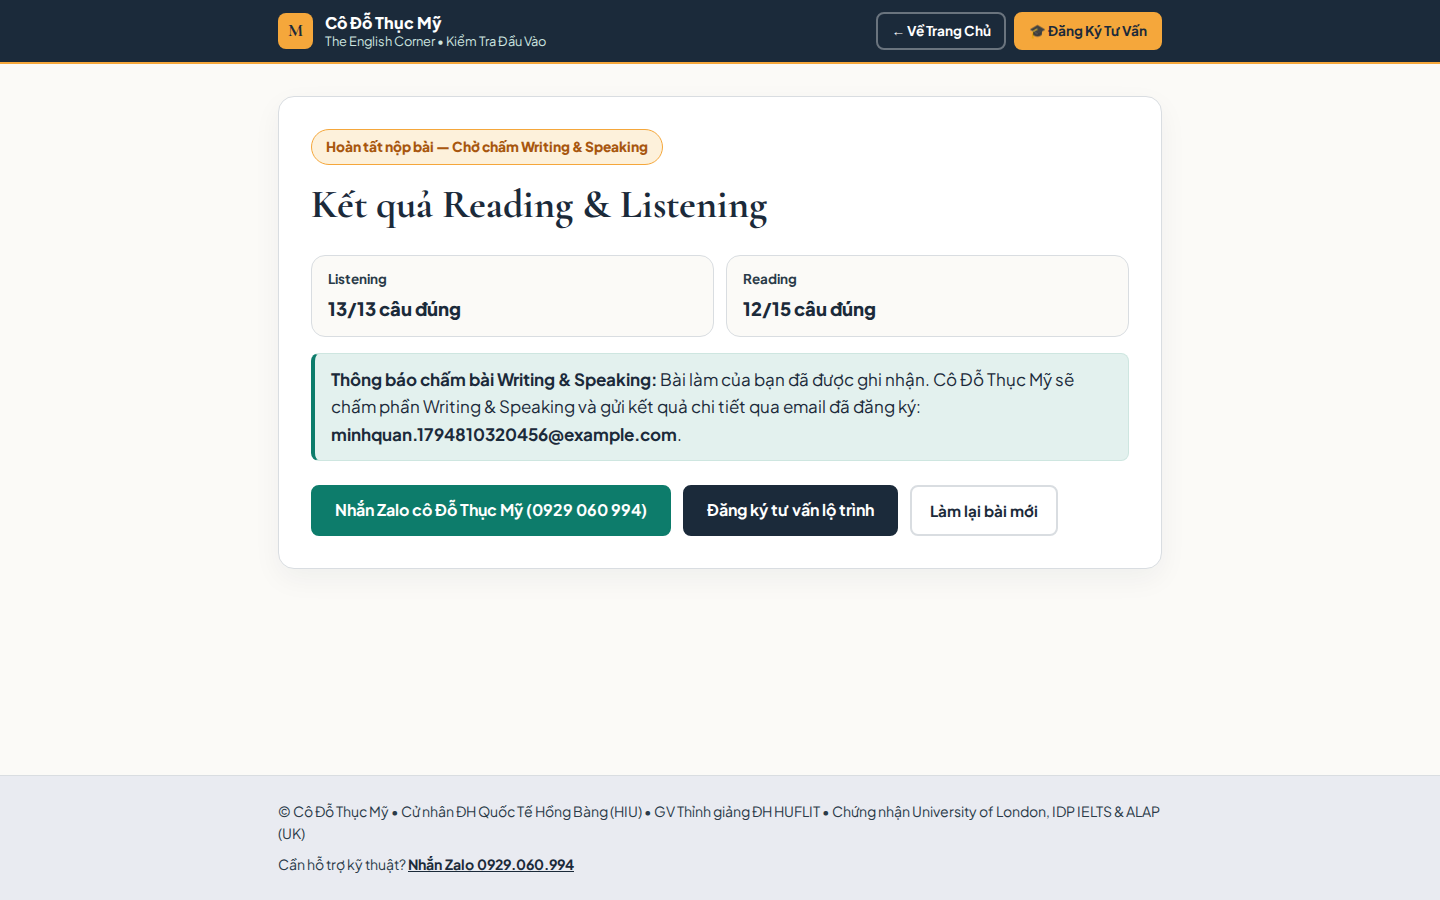 M
Cô Đỗ Thục Mỹ
The English Corner • Kiểm Tra Đầu Vào
← Về Trang Chủ
🎓 Đăng Ký Tư Vấn
Hoàn tất nộp bài — Chờ chấm Writing & Speaking
Kết quả Reading & Listening
Listening
13/13 câu đúng
Reading
12/15 câu đúng
Thông báo chấm bài Writing & Speaking: Bài làm của bạn đã được ghi nhận. Cô Đỗ Thục Mỹ sẽ
chấm phần Writing & Speaking và gửi kết quả chi tiết qua email đã đăng ký:
minhquan.1794810320456@example.com.
Nhắn Zalo cô Đỗ Thục Mỹ (0929 060 994)
Đăng ký tư vấn lộ trình
Làm lại bài mới
© Cô Đỗ Thục Mỹ • Cử nhân ĐH Quốc Tế Hồng Bàng (HIU) • GV Thỉnh giảng ĐH HUFLIT • Chứng nhận University of London, IDP IELTS & ALAP
(UK)
Cần hỗ trợ kỹ thuật? Nhắn Zalo 0929.060.994